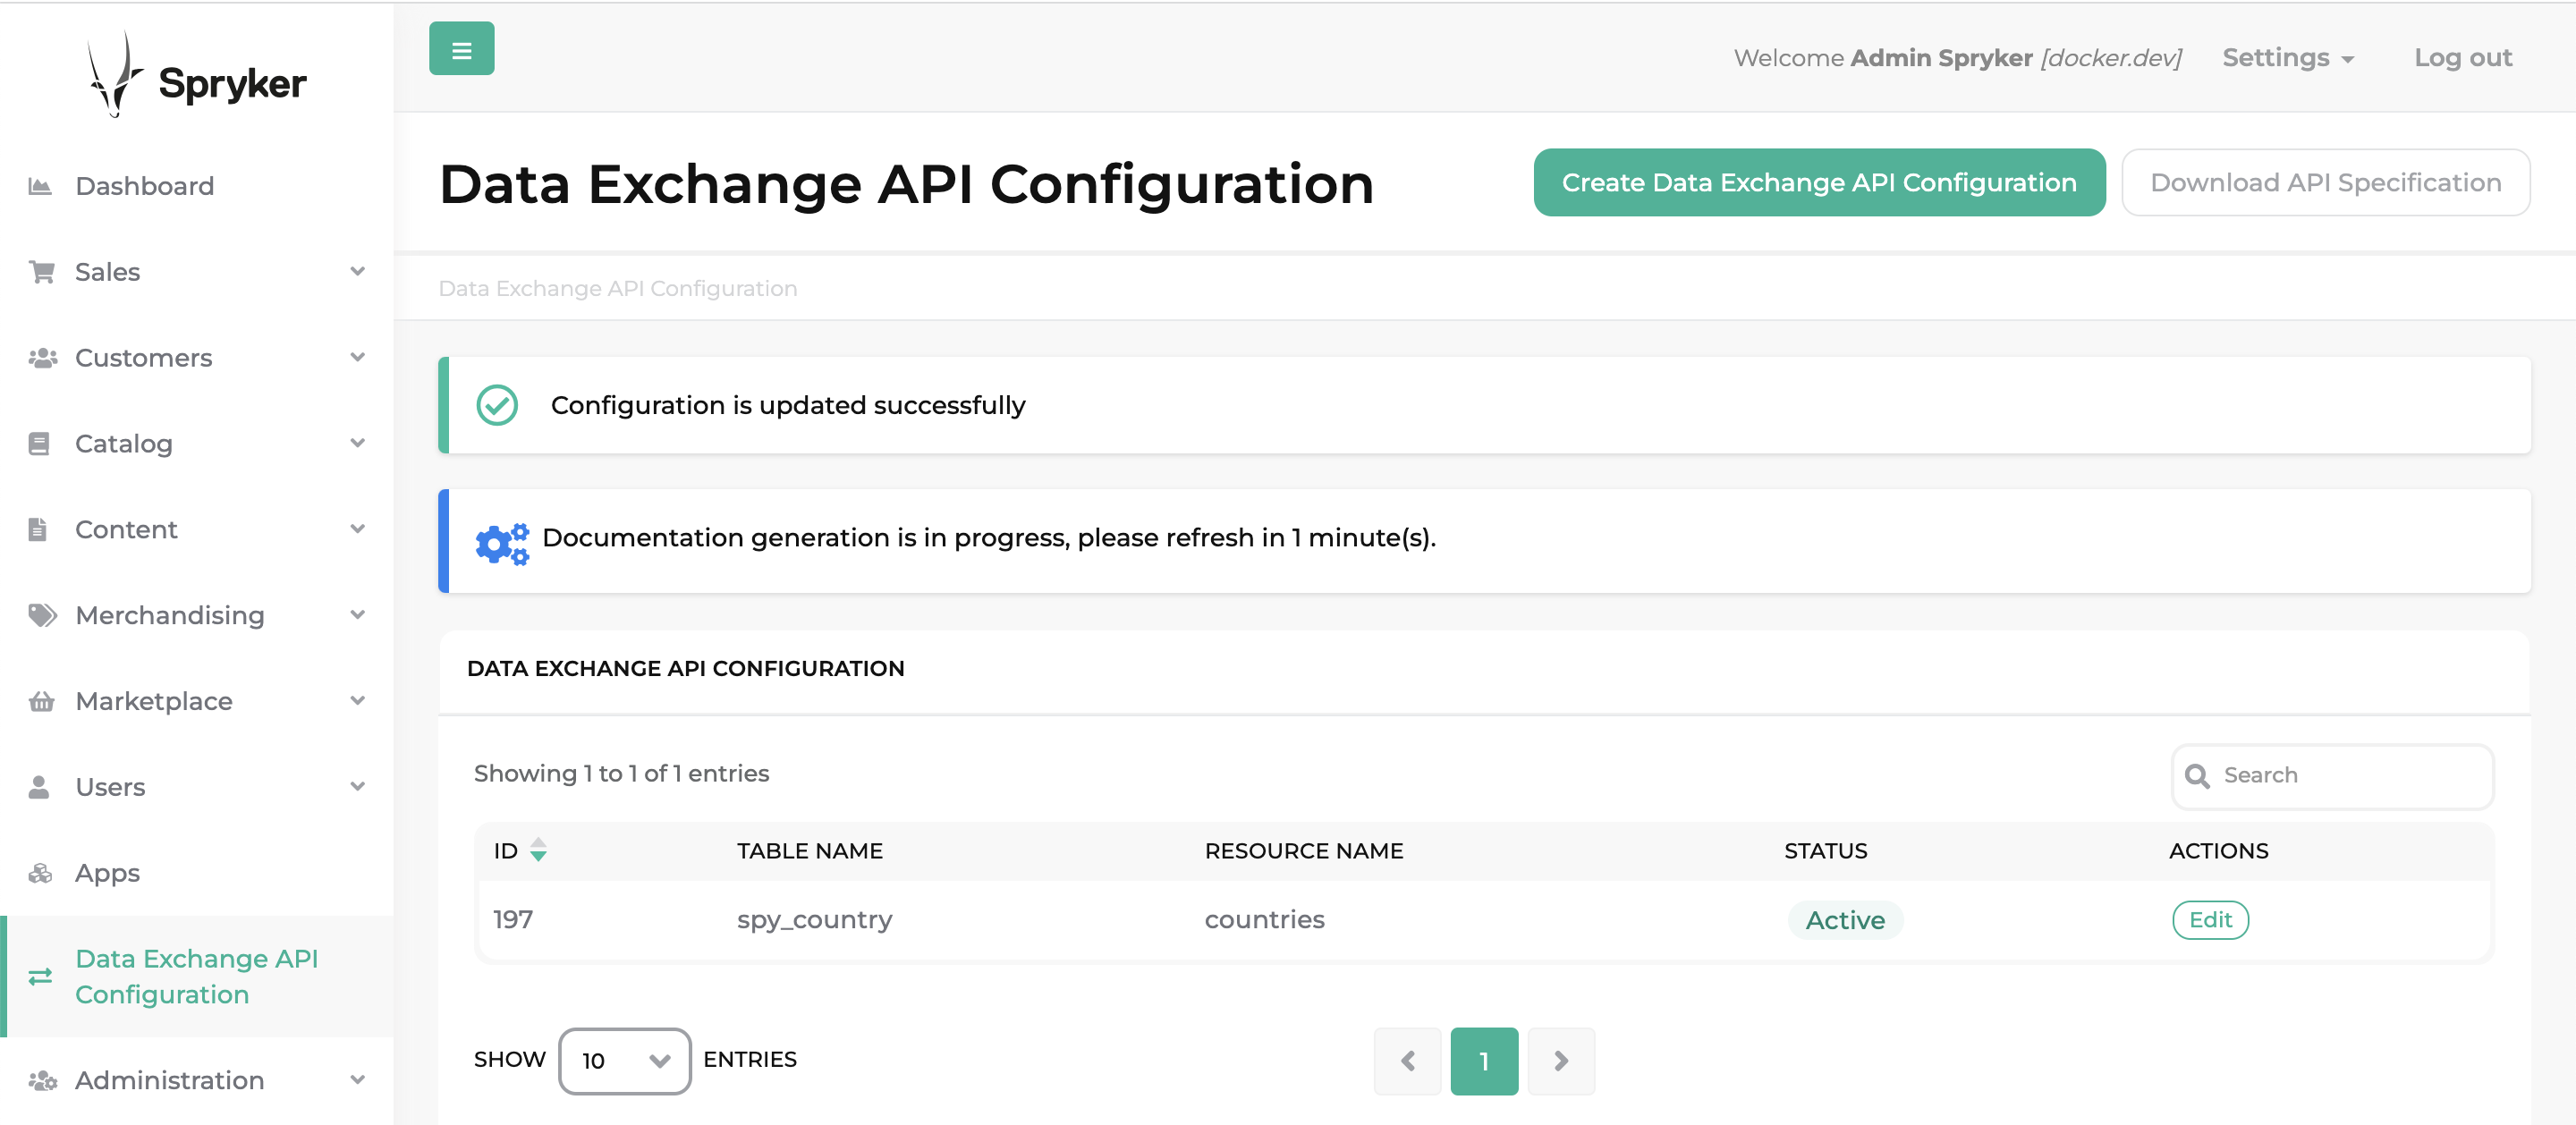 Spryker
Welcome Admin Spryker [docker.dev]
Settings
Log out
Dashboard
Sales
Customers
Catalog
Content
Merchandising
Marketplace
Users
Apps
Data Exchange API
Configuration
Administration
Data Exchange API Configuration
Create Data Exchange API Configuration
Download API Specification
Data Exchange API Configuration
Configuration is updated successfully
Documentation generation is in progress, please refresh in 1 minute(s).
DATA EXCHANGE API CONFIGURATION
Showing 1 to 1 of 1 entries
Search
ID TABLE NAME RESOURCE NAME STATUS ACTIONS
197 spy_country countries Active Edit
SHOW 10 ENTRIES
1